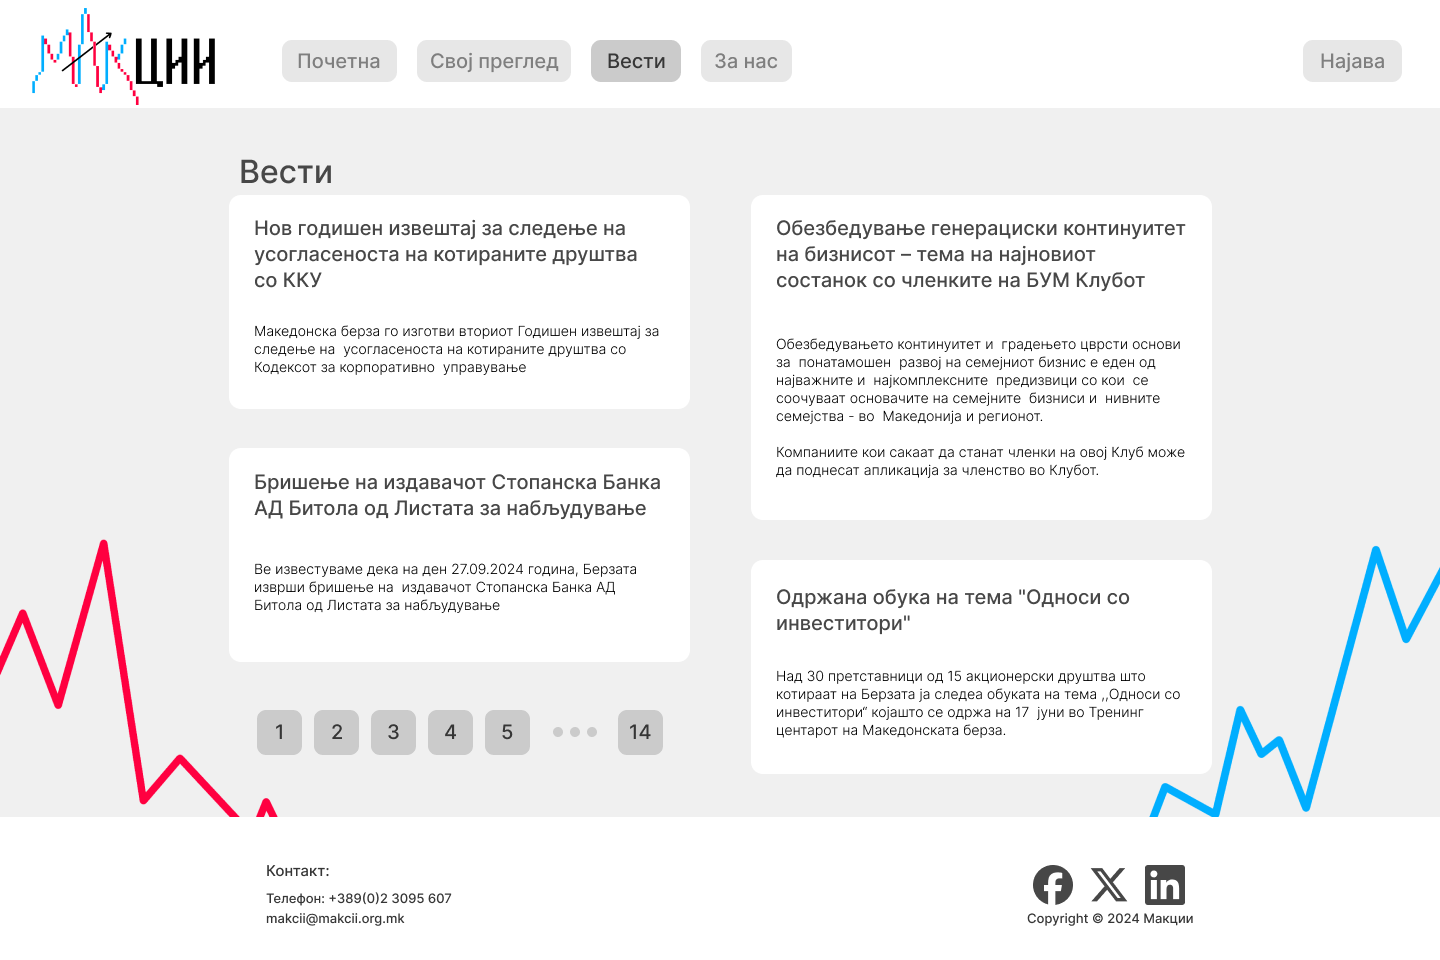 Макции
Почетна
Свој преглед
Вести
За нас
Најава
Вести
Нов годишен извештај за следење на
усогласеноста на котираните друштва
со ККУ
Македонска берза го изготви вториот Годишен извештај за
следење на  усогласеноста на котираните друштва со
Кодексот за корпоративно  управување
Бришење на издавачот Стопанска Банка
АД Битола од Листата за набљудување
Ве известуваме дека на ден 27.09.2024 година, Берзата
изврши бришење на  издавачот Стопанска Банка АД
Битола од Листата за набљудување
1
2
3
4
5
14
Обезбедување генерациски континуитет
на бизнисот – тема на најновиот
состанок со членките на БУМ Клубот
Обезбедувањето континуитет и  градењето цврсти основи
за  понатамошен  развој на семејниот бизнис е еден од
најважните и  најкомплексните  предизвици со кои  се
соочуваат основачите на семејните  бизниси и  нивните
семејства - во  Македонија и регионот.
Компаниите кои сакаат да станат членки на овој Клуб може
да поднесат апликација за членство во Клубот.
Одржана обука на тема "Односи со
инвеститори"
Над 30 претставници од 15 акционерски друштва што
котираат на Берзата ја следеа обуката на тема ,,Односи со
инвеститори“ којашто се одржа на 17  јуни во Тренинг
центарот на Македонската берза.
Контакт:
Телефон: +389(0)2 3095 607
makcii@makcii.org.mk
Copyright © 2024 Макции